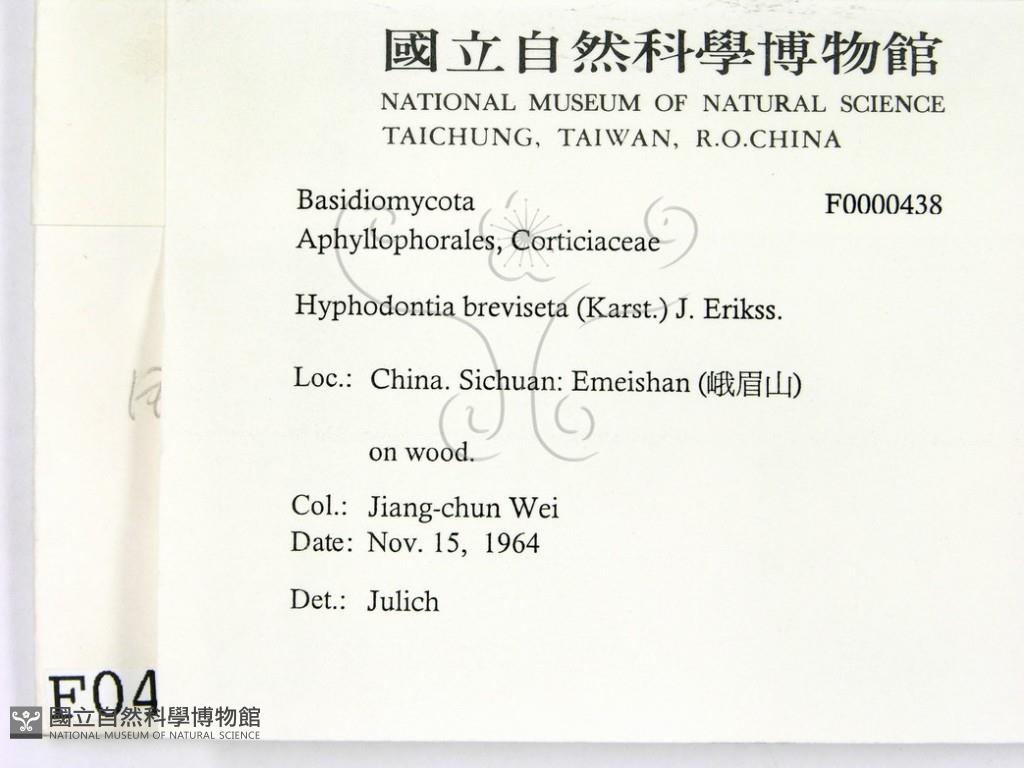 國立自然科學博物館
NATIONAL MUSEUM OF NATURAL SCIENCE
TAICHUNG, TAIWAN, R.O.CHINA
Basidiomycota F0000438
Aphyllophorales, Corticiaceae
Hyphodontia breviseta (Karst.) J. Erikss.
Loc.: China. Sichuan: Emeishan (峨眉山)
on wood.
Col.: Jiang-chun Wei
Date: Nov. 15, 1964
Det.: Julich
F04
國立自然科學博物館
NATIONAL MUSEUM OF NATURAL SCIENCE